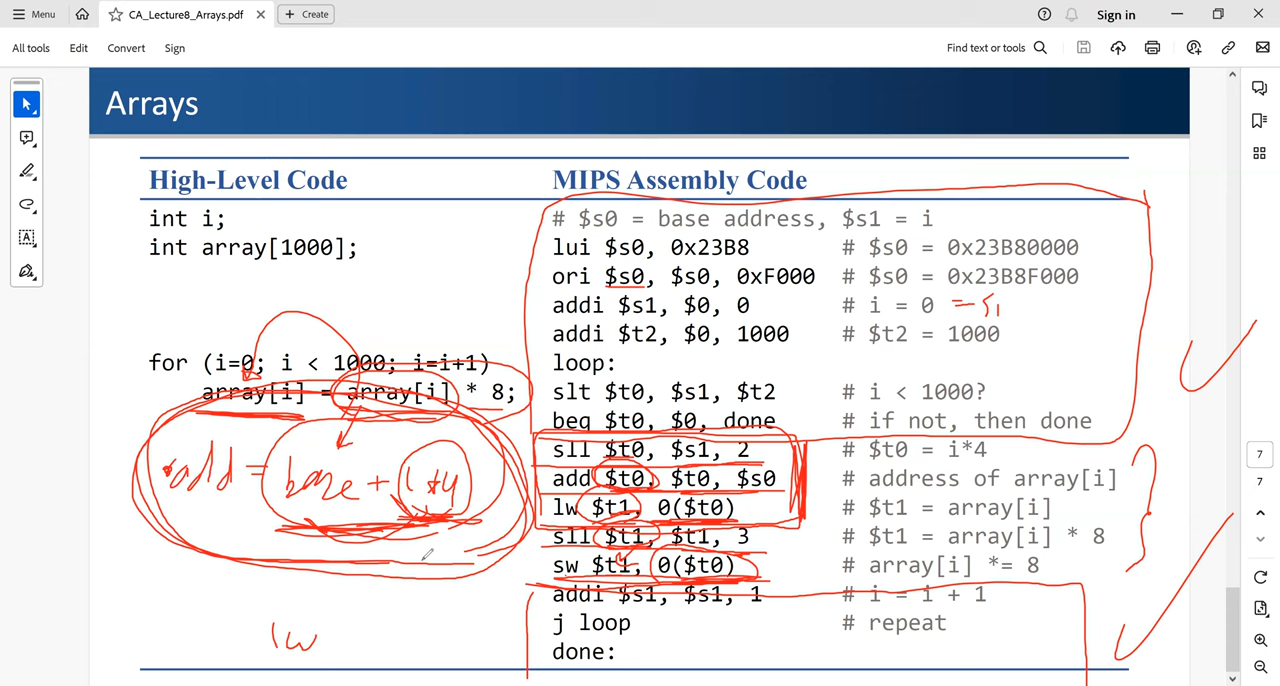 Menu
CA_Lecture8_Arrays.pdf
Create
Sign in
All tools
Edit
Convert
Sign
Find text or tools
Arrays
High-Level Code
int i;
int array[1000];
for (i=0; i < 1000; i=i+1)
array[i] = array[i] * 8;
add = base + i*4
lw
MIPS Assembly Code
# $s0 = base address, $s1 = i
lui $s0, 0x23B8 # $s0 = 0x23B80000
ori $s0, $s0, 0xF000 # $s0 = 0x23B8F000
addi $s1, $0, 0 # i = 0 = s1
addi $t2, $0, 1000 # $t2 = 1000
loop:
slt $t0, $s1, $t2 # i < 1000?
beq $t0, $0, done # if not, then done
sll $t0, $s1, 2 # $t0 = i*4
add $t0, $t0, $s0 # address of array[i]
lw $t1, 0($t0) # $t1 = array[i]
sll $t1, $t1, 3 # $t1 = array[i] * 8
sw $t1, 0($t0) # array[i] *= 8
addi $s1, $s1, 1 # i = i + 1
j loop # repeat
done:
7
7